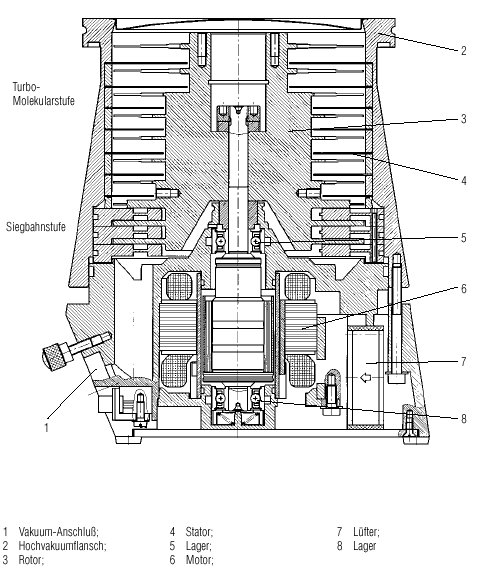 Turbo-
Molekularstufe
Siegbahnstufe
2
3
4
5
6
7
8
1
1 Vakuum-Anschluß;
2 Hochvakuumflansch;
3 Rotor;
4 Stator;
5 Lager;
6 Motor;
7 Lüfter;
8 Lager